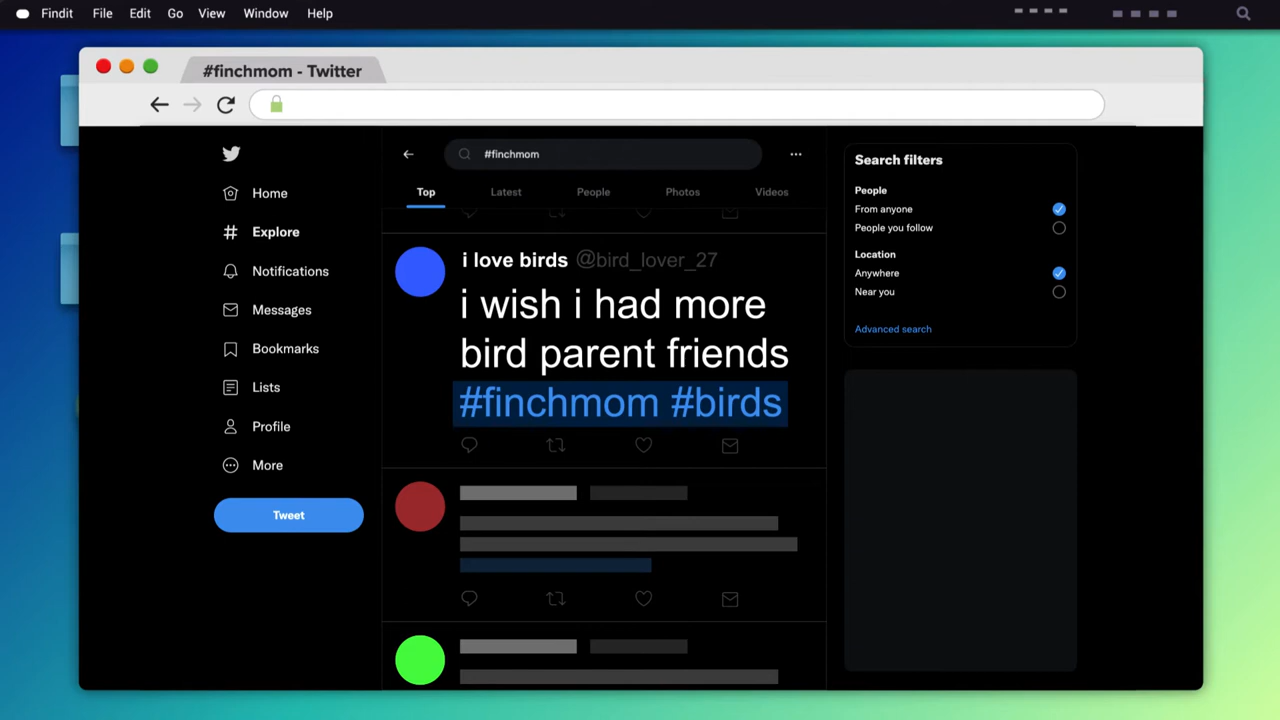 Findit File Edit Go View Window Help
#finchmom - Twitter
#finchmom
Top Latest People Photos Videos
Home
Explore
Notifications
Messages
Bookmarks
Lists
Profile
More
Tweet
i love birds @bird_lover_27
i wish i had more
bird parent friends
#finchmom #birds
Search filters
People
From anyone
People you follow
Location
Anywhere
Near you
Advanced search